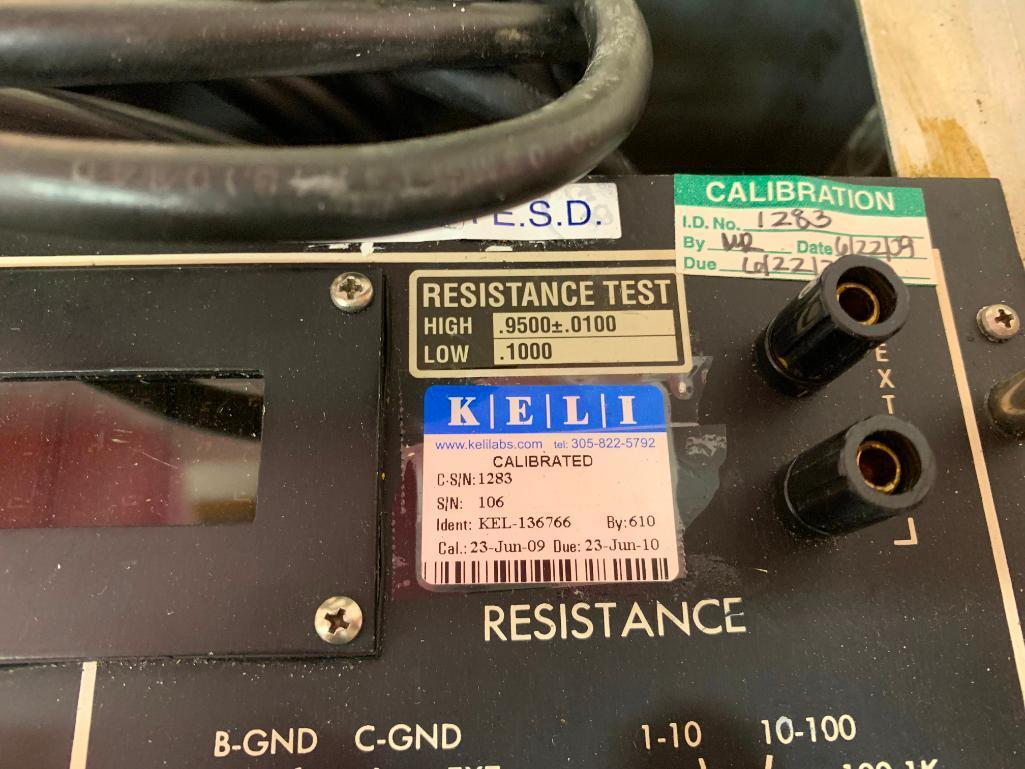 E.S.D.
CALIBRATION
I.D. No. 1283
By Date 6/22/09
Due 6/22/
RESISTANCE TEST
HIGH .9500±.0100
LOW .1000
K|E|L|I
www.kelilabs.com tel: 305-822-5792
CALIBRATED
C-S/N:1283
S/N: 106
Ident: KEL-136766 By:610
Cal.: 23-Jun-09 Due: 23-Jun-10
EXT
RESISTANCE
B-GND C-GND 1-10 10-100